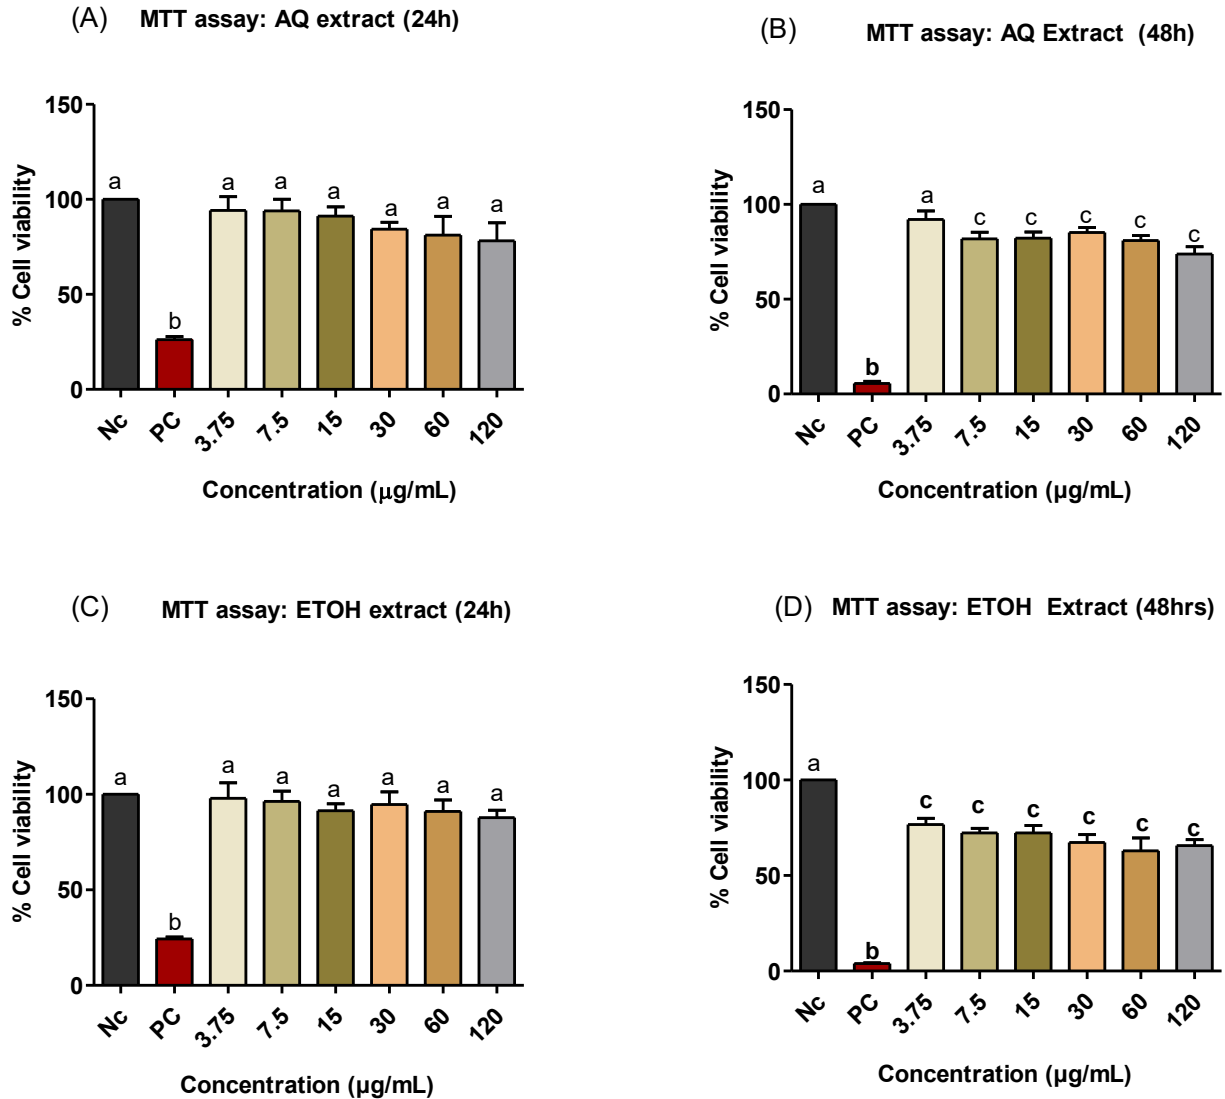 (A) MTT assay: AQ extract (24h)
150
100
50
0
% Cell viability
a b a a a a a a
Nc PC 3.75 7.5 15 30 60 120
Concentration (μg/mL)
(B) MTT assay: AQ Extract (48h)
150
100
50
0
% Cell viability
a b a c c c c c
Nc PC 3.75 7.5 15 30 60 120
Concentration (µg/mL)
(C) MTT assay: ETOH extract (24h)
150
100
50
0
% Cell viability
a b a a a a a a
Nc PC 3.75 7.5 15 30 60 120
Concentration (µg/mL)
(D) MTT assay: ETOH Extract (48hrs)
150
100
50
0
% Cell viability
a b c c c c c c
Nc PC 3.75 7.5 15 30 60 120
Concentration (µg/mL)